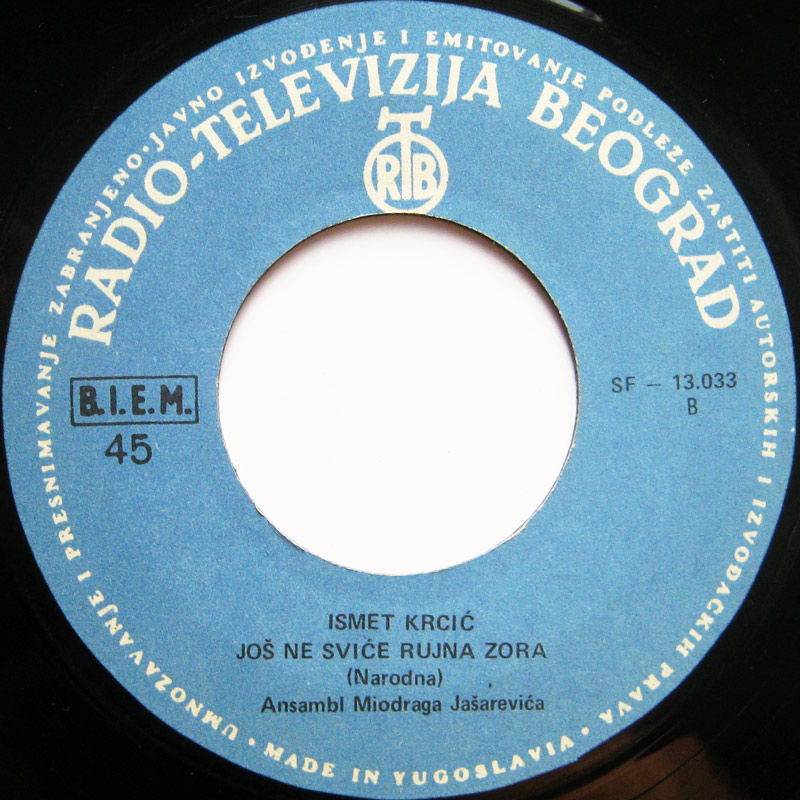 UMNOZAVANJE I PRESNIMAVANJE ZABRANJENO · JAVNO IZVOĐENJE I EMITOVANJE PODLEŽE ZAŠTITI AUTORSKIH I IZVOĐAČKIH PRAVA · MADE IN YUGOSLAVIA ·
RADIO-TELEVIZIJA BEOGRAD
RTB
B.I.E.M.
45
SF – 13.033
B
ISMET KRCIĆ
JOŠ NE SVIĆE RUJNA ZORA
(Narodna)
Ansambl Miodraga Jašarevića